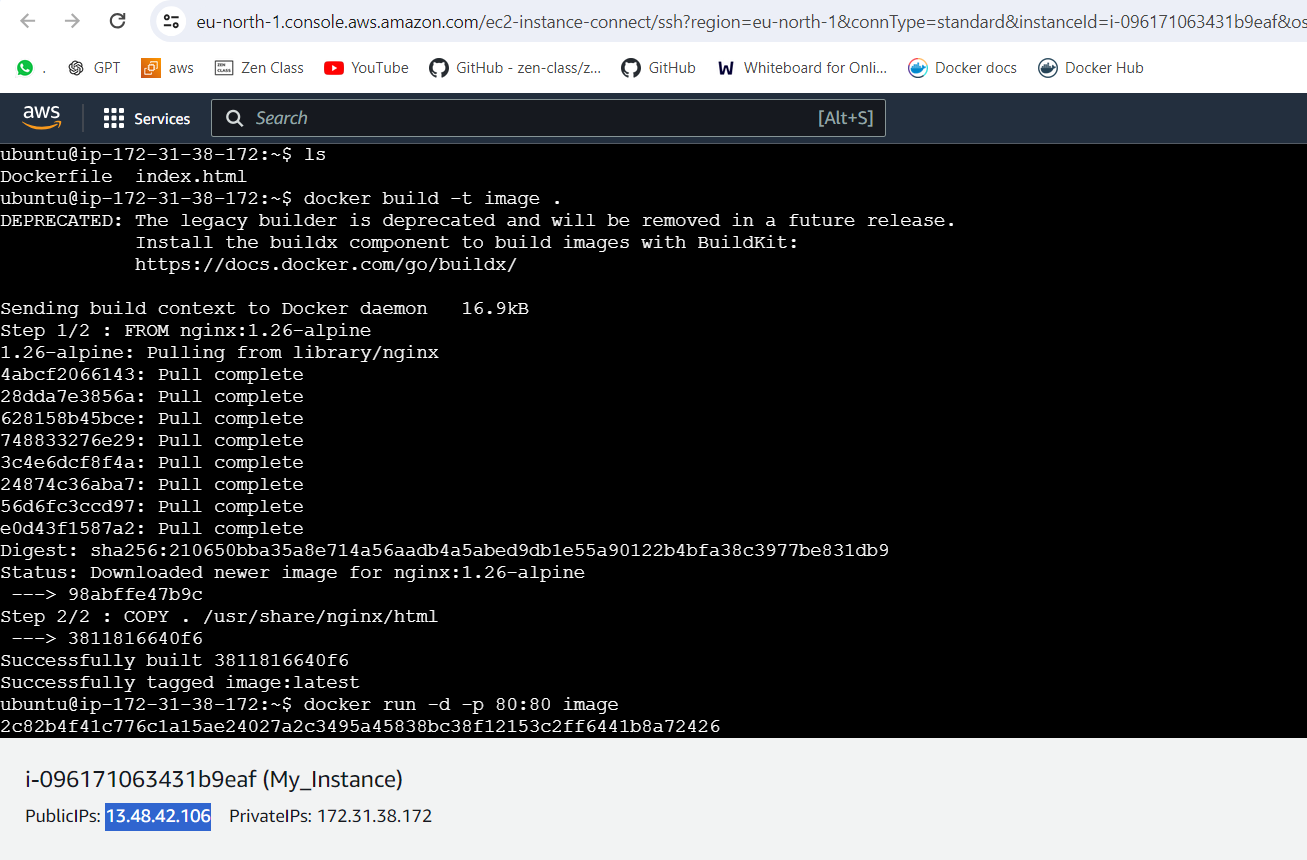 eu-north-1.console.aws.amazon.com/ec2-instance-connect/ssh?region=eu-north-1&connType=standard&instanceId=i-096171063431b9eaf&os
. GPT aws Zen Class YouTube GitHub - zen-class/z... GitHub Whiteboard for Onli... Docker docs Docker Hub
aws Services Search [Alt+S]
ubuntu@ip-172-31-38-172:~$ ls
Dockerfile  index.html
ubuntu@ip-172-31-38-172:~$ docker build -t image .
DEPRECATED: The legacy builder is deprecated and will be removed in a future release.
            Install the buildx component to build images with BuildKit:
            https://docs.docker.com/go/buildx/
Sending build context to Docker daemon   16.9kB
Step 1/2 : FROM nginx:1.26-alpine
1.26-alpine: Pulling from library/nginx
4abcf2066143: Pull complete
28dda7e3856a: Pull complete
628158b45bce: Pull complete
748833276e29: Pull complete
3c4e6dcf8f4a: Pull complete
24874c36aba7: Pull complete
56d6fc3ccd97: Pull complete
e0d43f1587a2: Pull complete
Digest: sha256:210650bba35a8e714a56aadb4a5abed9db1e55a90122b4bfa38c3977be831db9
Status: Downloaded newer image for nginx:1.26-alpine
 ---> 98abffe47b9c
Step 2/2 : COPY . /usr/share/nginx/html
 ---> 3811816640f6
Successfully built 3811816640f6
Successfully tagged image:latest
ubuntu@ip-172-31-38-172:~$ docker run -d -p 80:80 image
2c82b4f41c776c1a15ae24027a2c3495a45838bc38f12153c2ff6441b8a72426
i-096171063431b9eaf (My_Instance)
PublicIPs: 13.48.42.106 PrivateIPs: 172.31.38.172